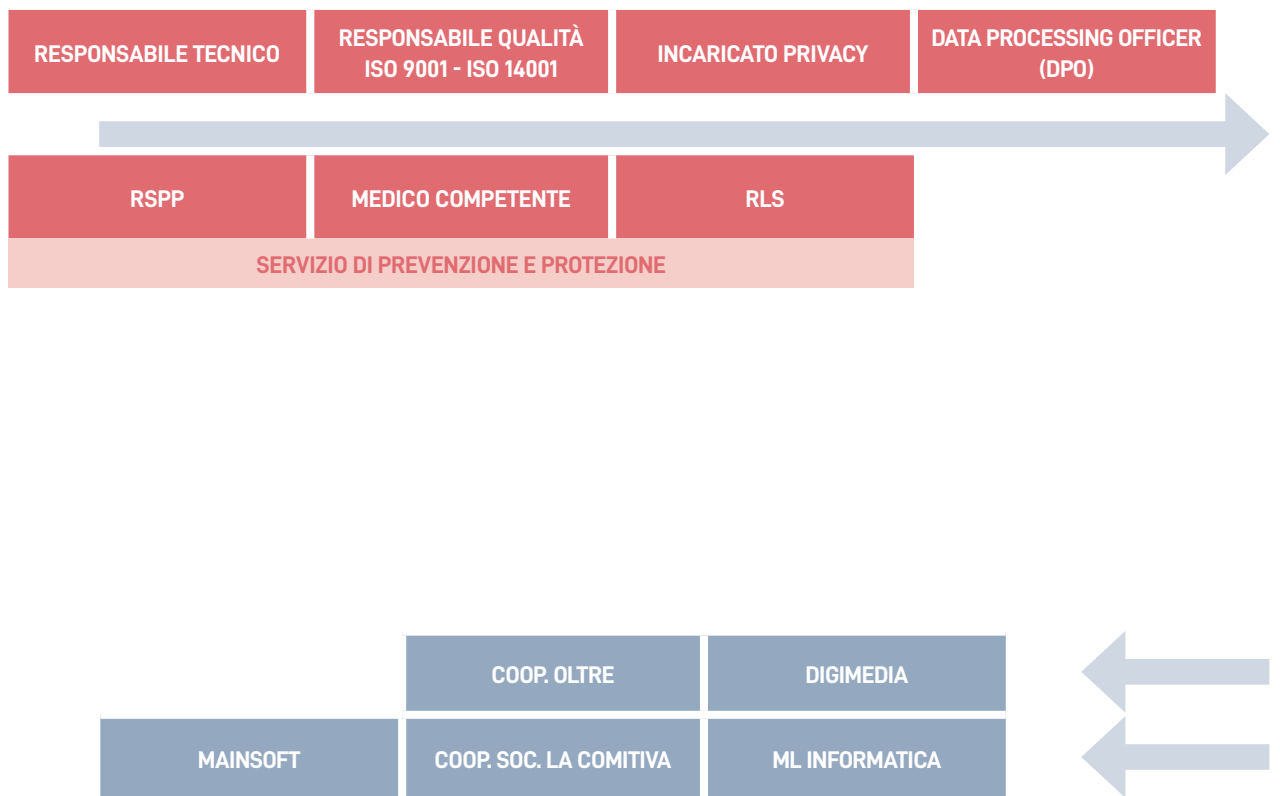 RESPONSABILE TECNICO
RESPONSABILE QUALITÀ
ISO 9001 - ISO 14001
INCARICATO PRIVACY
DATA PROCESSING OFFICER
(DPO)
RSPP
MEDICO COMPETENTE
RLS
SERVIZIO DI PREVENZIONE E PROTEZIONE
COOP. OLTRE
DIGIMEDIA
MAINSOFT
COOP. SOC. LA COMITIVA
ML INFORMATICA